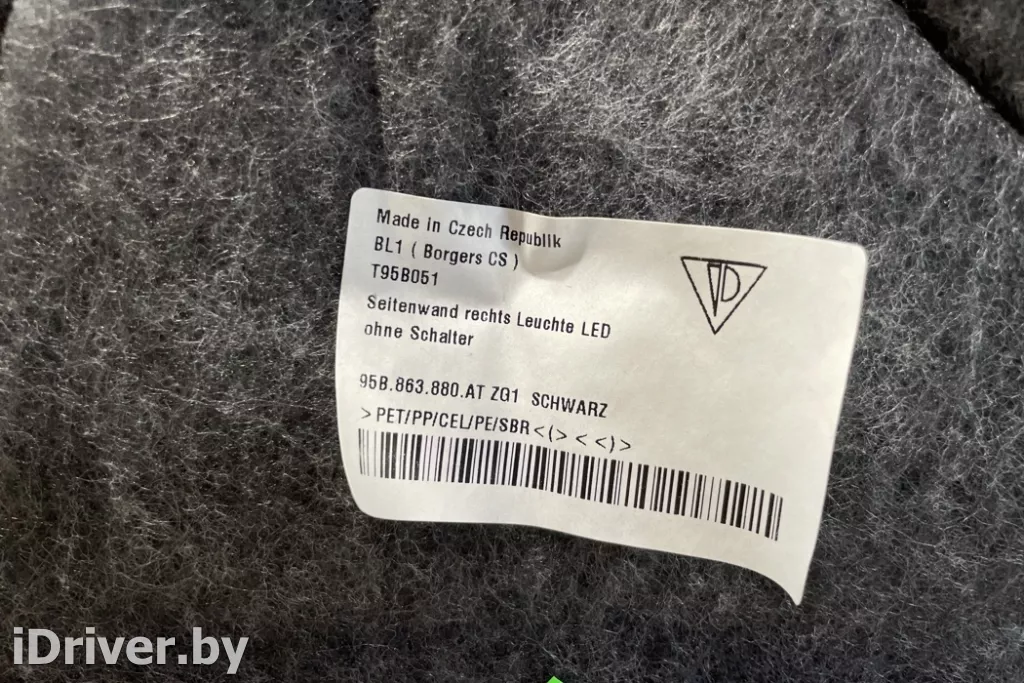 Made in Czech Republik
BL1 ( Borgers CS )
T95B051
Seitenwand rechts Leuchte LED
ohne Schalter
95B.863.880.AT ZQ1 SCHWARZ
>PET/PP/CEL/PE/SBR<(><<)>
iDriver.by